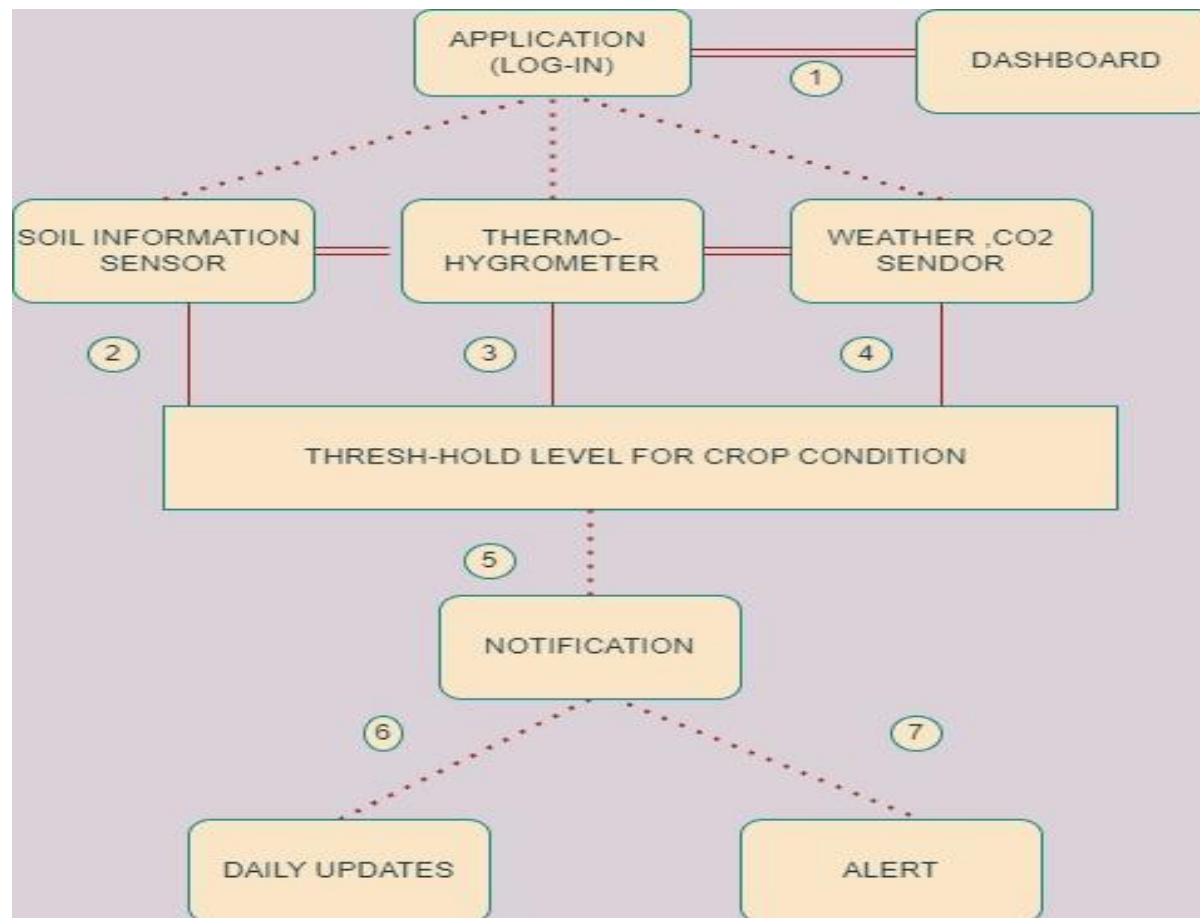 APPLICATION
(LOG-IN)
DASHBOARD
1
SOIL INFORMATION
SENSOR
THERMO-
HYGROMETER
WEATHER ,CO2
SENDOR
2
3
4
THRESH-HOLD LEVEL FOR CROP CONDITION
5
NOTIFICATION
6
7
DAILY UPDATES
ALERT